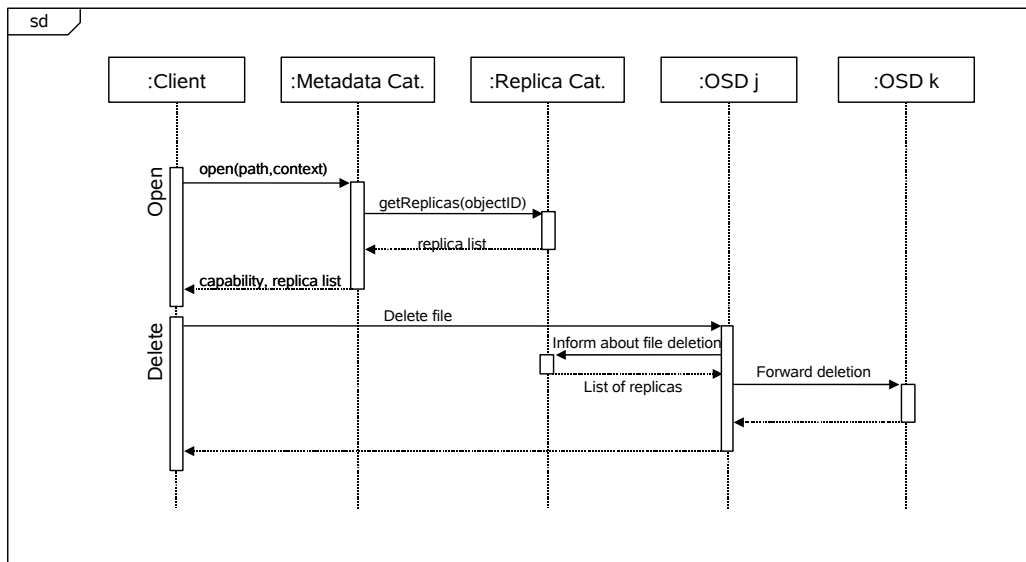 sd
:Client
:Metadata Cat.
:Replica Cat.
:OSD j
:OSD k
Open
open(path,context)
getReplicas(objectID)
replica list
capability, replica list
Delete
Delete file
Inform about file deletion
List of replicas
Forward deletion